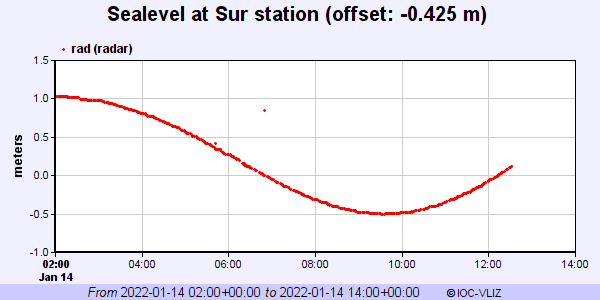 Sealevel at Sur station (offset: -0.425 m)
rad (radar)
1.5
1.0
0.5
0.0
-0.5
-1.0
meters
02:00 04:00 06:00 08:00 10:00 12:00 14:00
Jan 14
From 2022-01-14 02:00+00:00 to 2022-01-14 14:00+00:00 © IOC-VLIZ